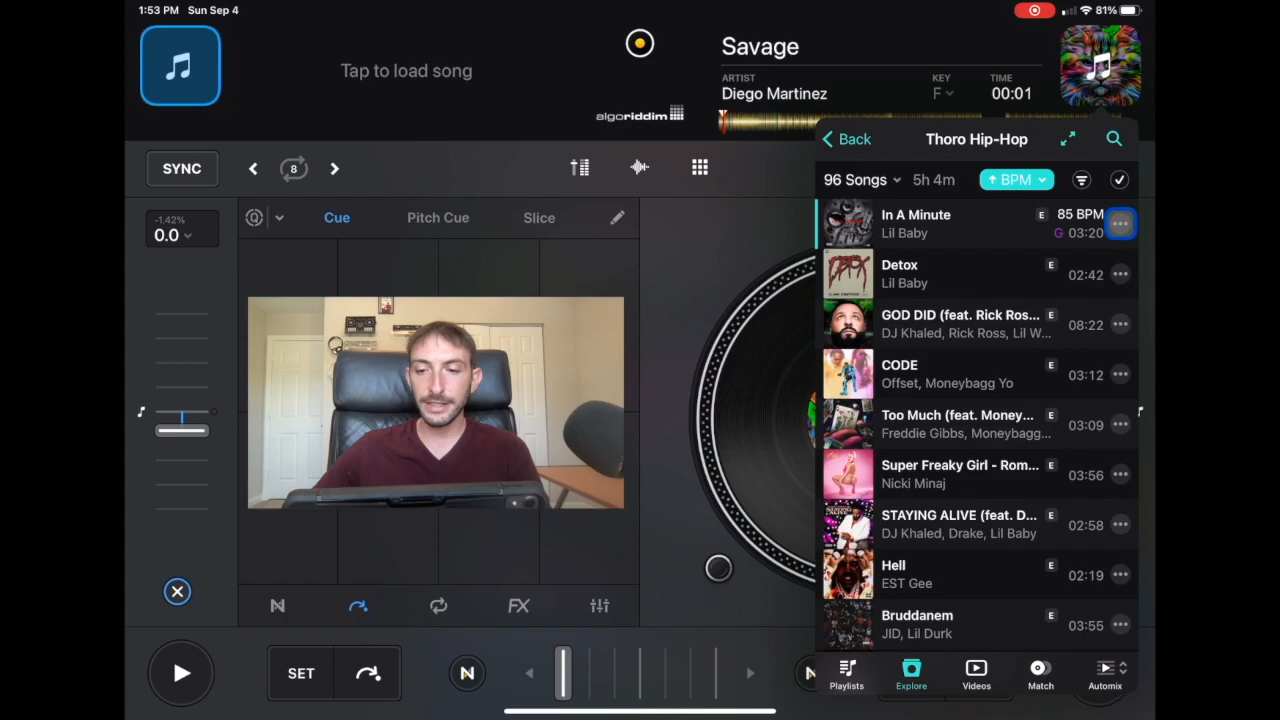 1:53 PM Sun Sep 4
81%
Tap to load song
algoriddim
Savage
ARTIST
Diego Martinez
KEY
F
TIME
00:01
SYNC
8
-1.42%
0.0
Cue
Pitch Cue
Slice
FX
SET
N
Back
Thoro Hip-Hop
96 Songs
5h 4m
BPM
In A Minute
E
85 BPM
Lil Baby
G
03:20
Detox
E
Lil Baby
02:42
GOD DID (feat. Rick Ros...
E
DJ Khaled, Rick Ross, Lil W...
08:22
CODE
E
Offset, Moneybagg Yo
03:12
Too Much (feat. Money...
E
Freddie Gibbs, Moneybagg...
03:09
Super Freaky Girl - Rom...
E
Nicki Minaj
03:56
STAYING ALIVE (feat. D...
E
DJ Khaled, Drake, Lil Baby
02:58
Hell
E
EST Gee
02:19
Bruddanem
E
JID, Lil Durk
03:55
Playlists
Explore
Videos
Match
Automix